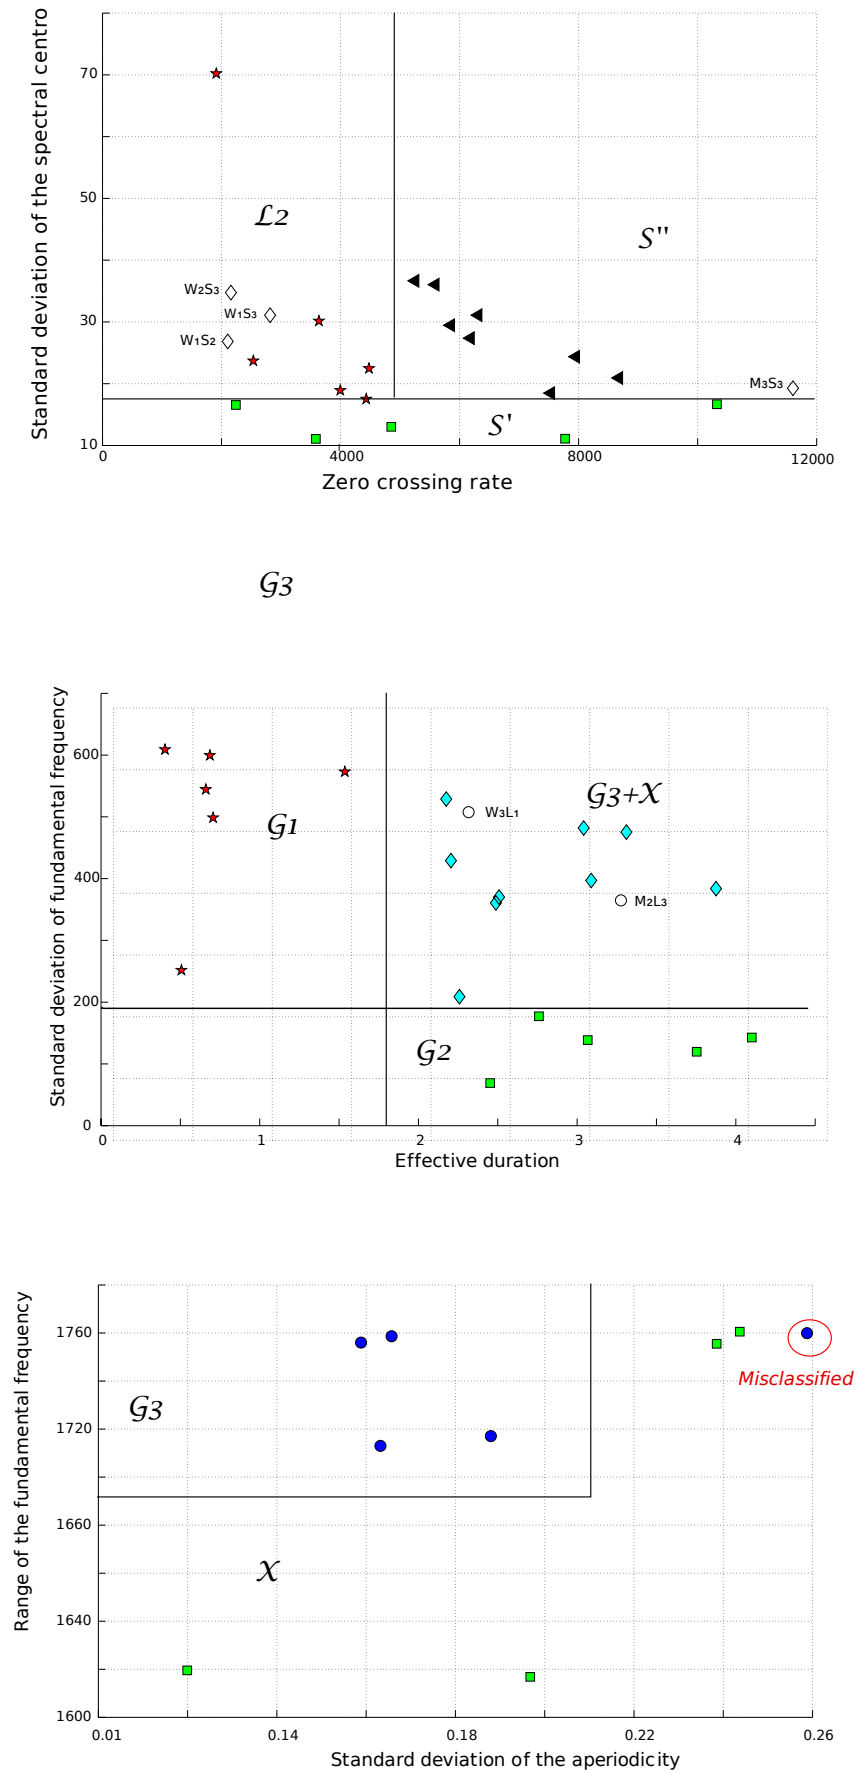 Standard deviation of the spectral centro
70
50
30
10
L2
S"
W2S3
W1S3
W1S2
M3S3
S'
0
4000
8000
12000
Zero crossing rate
G3
Standard deviation of fundamental frequency
600
400
200
0
G3+X
W3L1
G1
M2L3
G2
0
1
2
3
4
Effective duration
Range of the fundamental frequency
1760
1720
1660
1640
1600
Misclassified
G3
X
0.01
0.14
0.18
0.22
0.26
Standard deviation of the aperiodicity